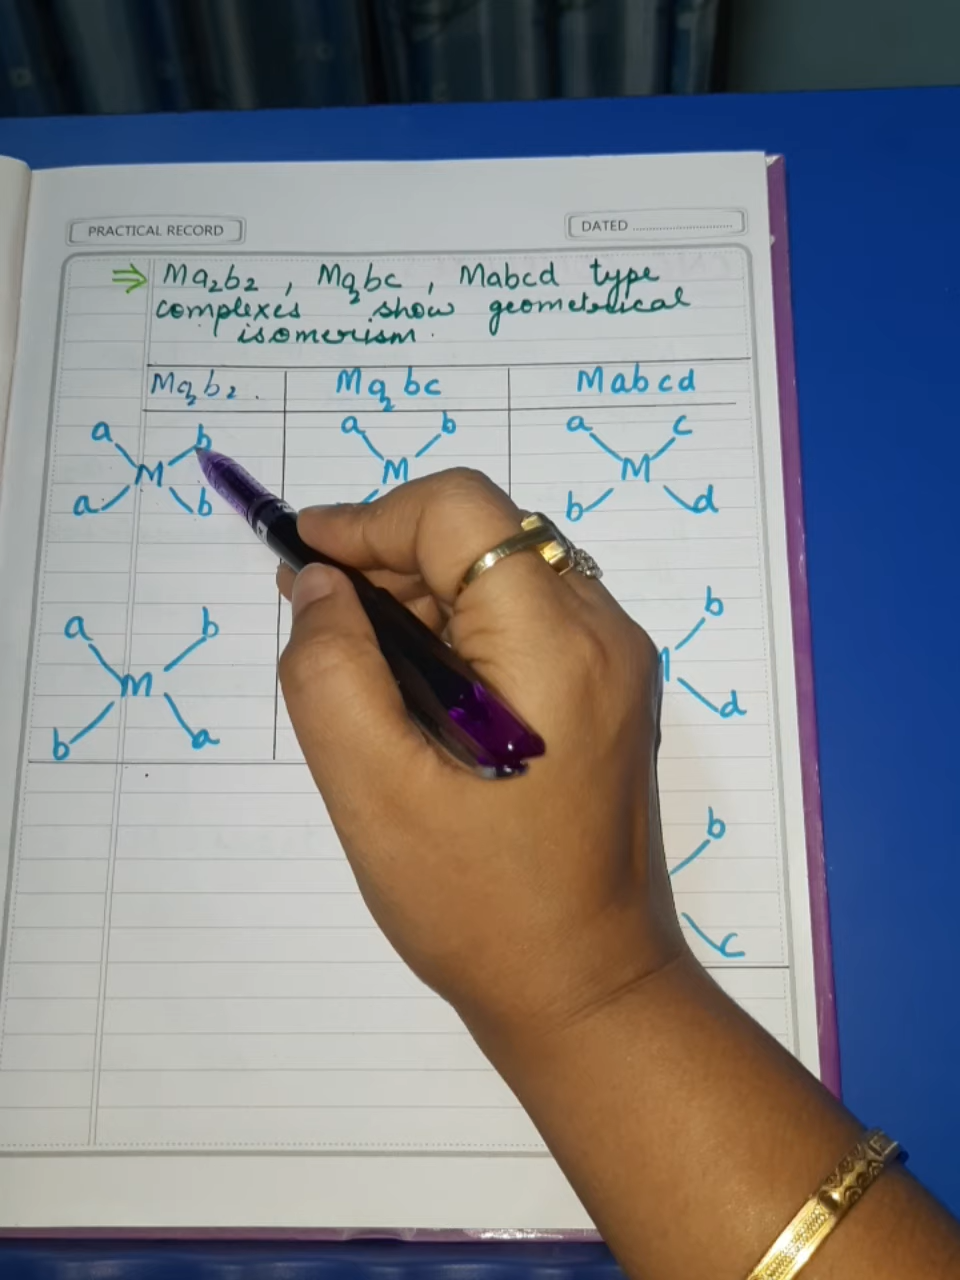 PRACTICAL RECORD
DATED
⇒ Ma₂b₂ , Ma₂bc , Mabcd type
complexes show geometrical
isomerism.
Ma₂b₂. Ma₂bc Mabcd
a b a b a c
M M M
a b b d
b
a b
M d
b a
b
c